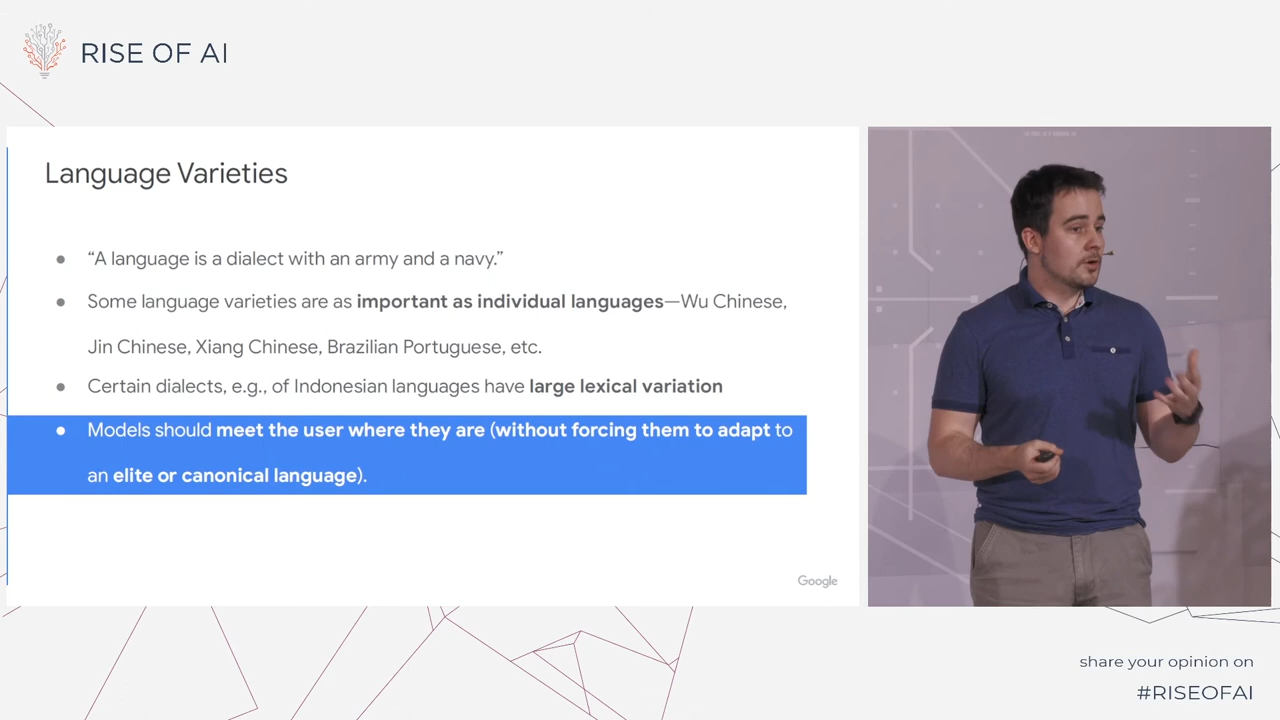 RISE OF AI
Language Varieties
● “A language is a dialect with an army and a navy.”
● Some language varieties are as important as individual languages—Wu Chinese,
Jin Chinese, Xiang Chinese, Brazilian Portuguese, etc.
● Certain dialects, e.g., of Indonesian languages have large lexical variation
● Models should meet the user where they are (without forcing them to adapt to
an elite or canonical language).
Google
share your opinion on
#RISEOFAI